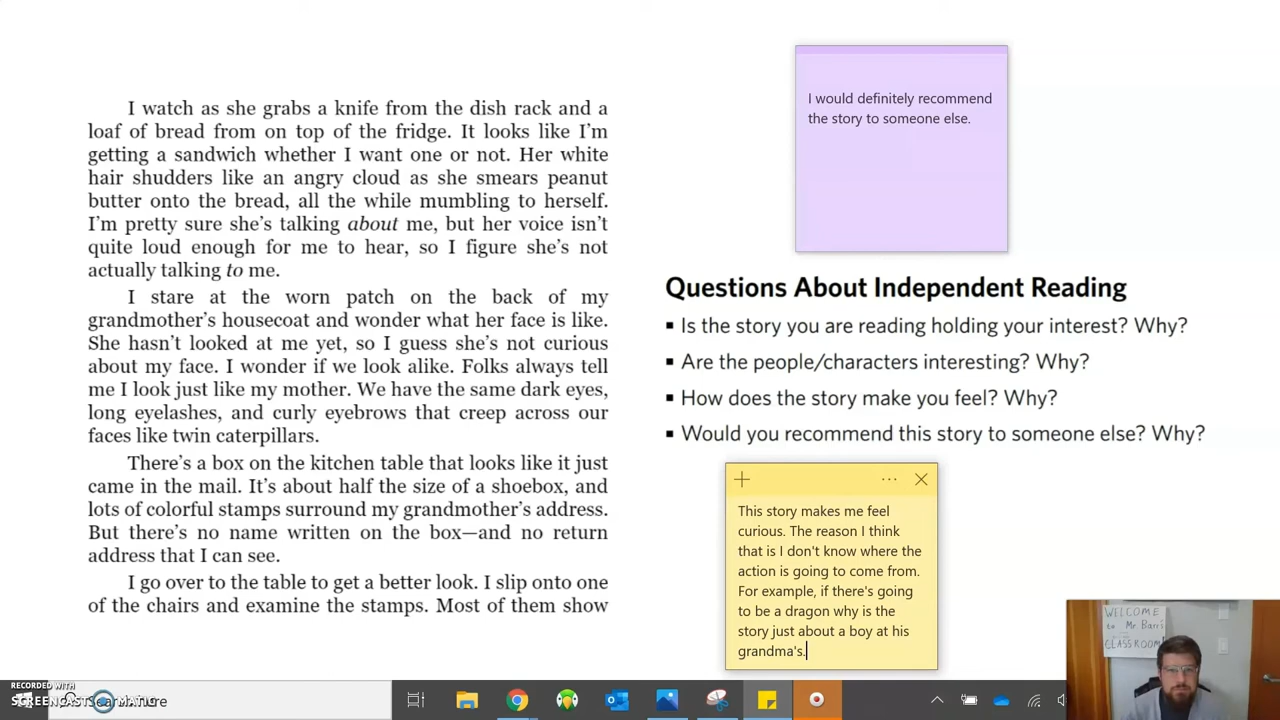 I watch as she grabs a knife from the dish rack and a
loaf of bread from on top of the fridge. It looks like I’m
getting a sandwich whether I want one or not. Her white
hair shudders like an angry cloud as she smears peanut
butter onto the bread, all the while mumbling to herself.
I’m pretty sure she’s talking about me, but her voice isn’t
quite loud enough for me to hear, so I figure she’s not
actually talking to me.
I stare at the worn patch on the back of my
grandmother’s housecoat and wonder what her face is like.
She hasn’t looked at me yet, so I guess she’s not curious
about my face. I wonder if we look alike. Folks always tell
me I look just like my mother. We have the same dark eyes,
long eyelashes, and curly eyebrows that creep across our
faces like twin caterpillars.
There’s a box on the kitchen table that looks like it just
came in the mail. It’s about half the size of a shoebox, and
lots of colorful stamps surround my grandmother’s address.
But there’s no name written on the box—and no return
address that I can see.
I go over to the table to get a better look. I slip onto one
of the chairs and examine the stamps. Most of them show
I would definitely recommend
the story to someone else.
Questions About Independent Reading
▪ Is the story you are reading holding your interest? Why?
▪ Are the people/characters interesting? Why?
▪ How does the story make you feel? Why?
▪ Would you recommend this story to someone else? Why?
This story makes me feel
curious. The reason I think
that is I don't know where the
action is going to come from.
For example, if there's going
to be a dragon why is the
story just about a boy at his
grandma's.
WELCOME
to Mr Barr's
CLASSROOM!
RECORDED WITH
SCREENCAST-O-MATIC